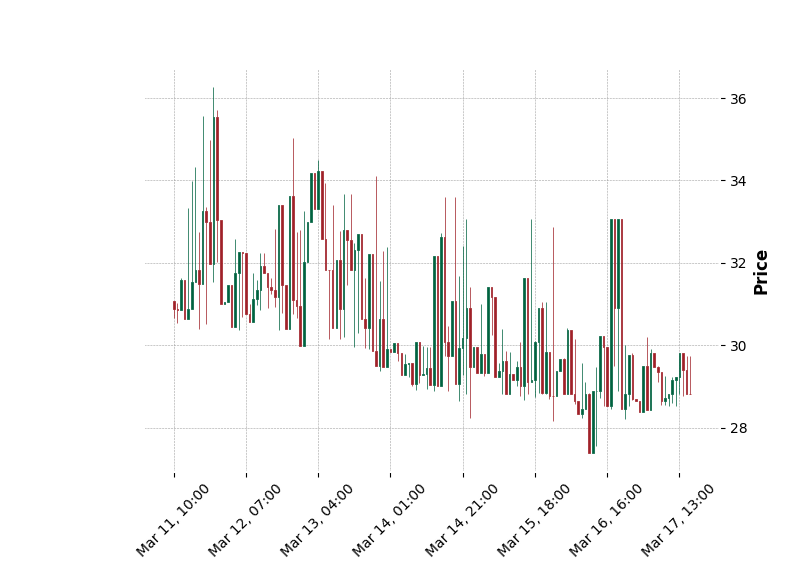 36
34
32
30
28
Price
Mar 11, 10:00
Mar 12, 07:00
Mar 13, 04:00
Mar 14, 01:00
Mar 14, 21:00
Mar 15, 18:00
Mar 16, 16:00
Mar 17, 13:00